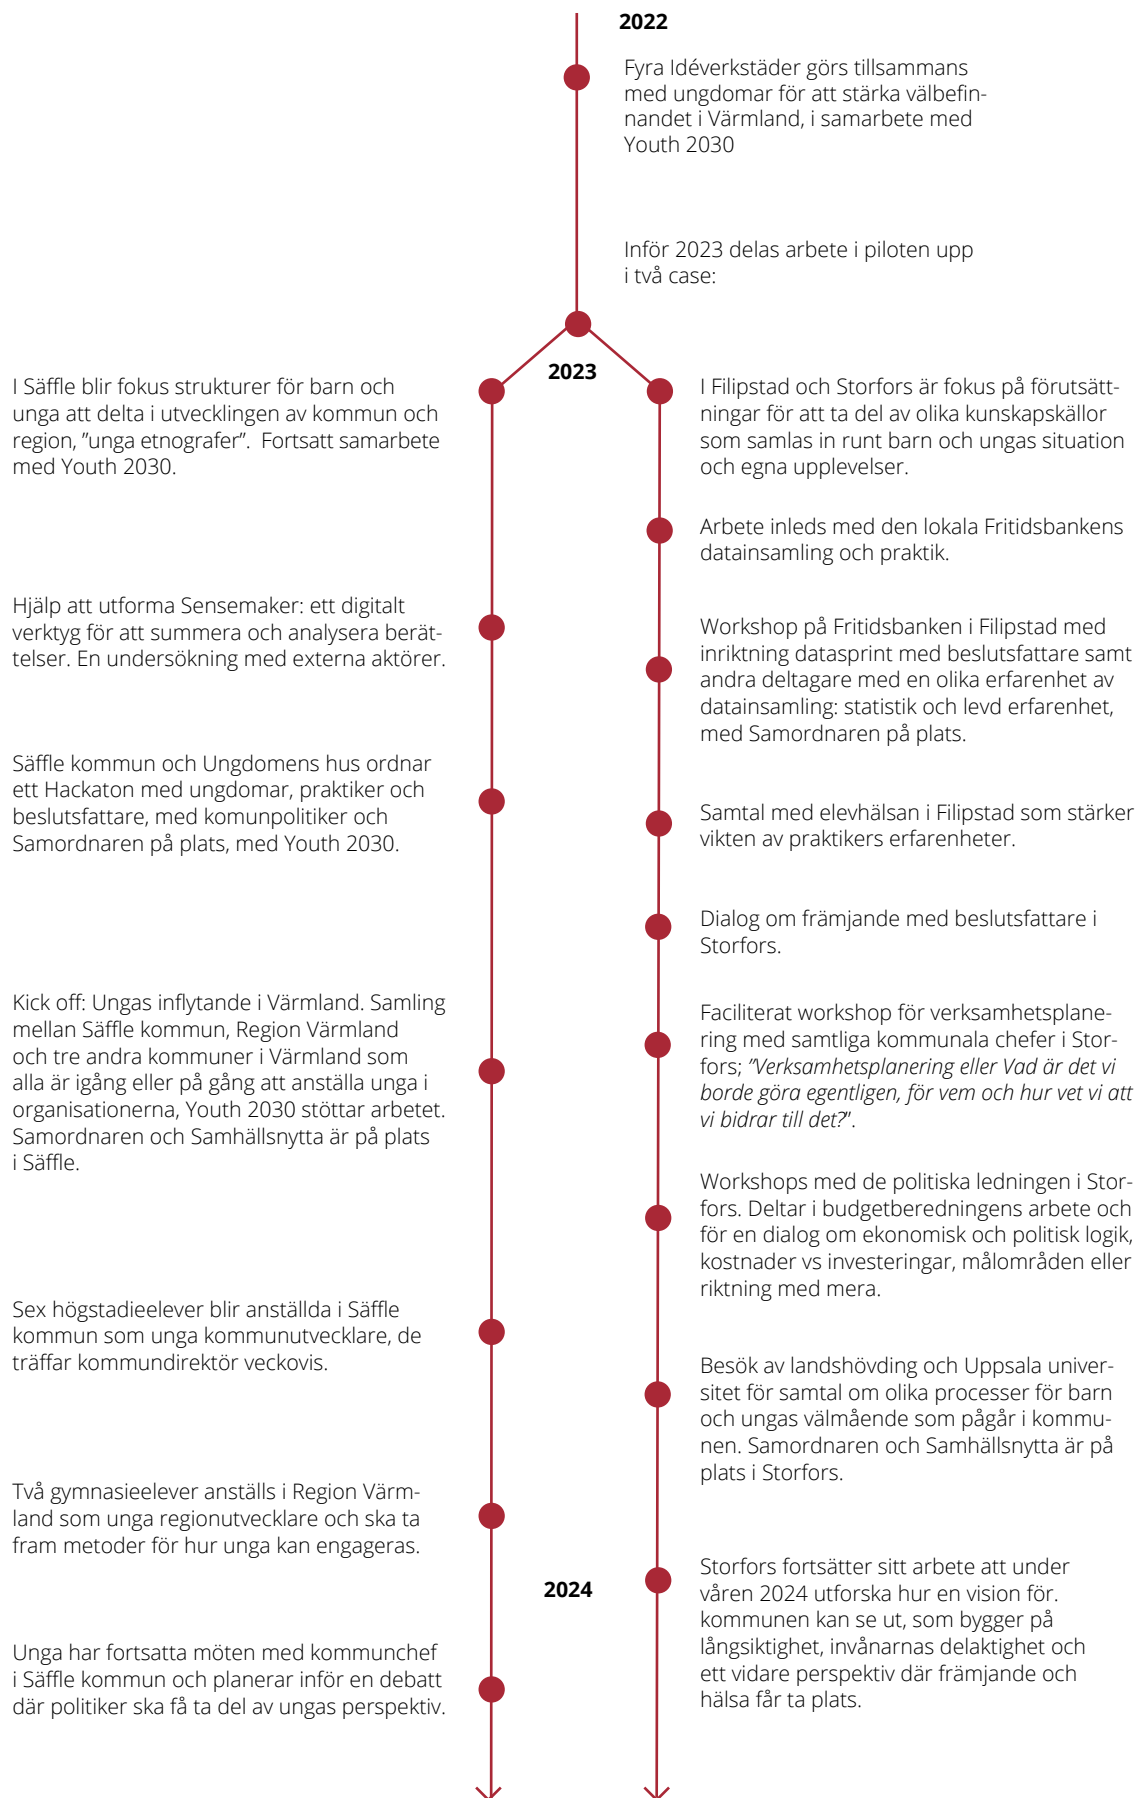 2022
Fyra Idéverkstäder görs tillsammans
med ungdomar för att stärka välbefin-
nandet i Värmland, i samarbete med
Youth 2030
Inför 2023 delas arbete i piloten upp
i två case:
2023
I Säffle blir fokus strukturer för barn och
unga att delta i utvecklingen av kommun och
region, ”unga etnografer”.  Fortsatt samarbete
med Youth 2030.
Hjälp att utforma Sensemaker: ett digitalt
verktyg för att summera och analysera berät-
telser. En undersökning med externa aktörer.
Säffle kommun och Ungdomens hus ordnar
ett Hackaton med ungdomar, praktiker och
beslutsfattare, med komunpolitiker och
Samordnaren på plats, med Youth 2030.
Kick off: Ungas inflytande i Värmland. Samling
mellan Säffle kommun, Region Värmland
och tre andra kommuner i Värmland som
alla är igång eller på gång att anställa unga i
organisationerna, Youth 2030 stöttar arbetet.
Samordnaren och Samhällsnytta är på plats
i Säffle.
Sex högstadieelever blir anställda i Säffle
kommun som unga kommunutvecklare, de
träffar kommundirektör veckovis.
Två gymnasieelever anställs i Region Värm-
land som unga regionutvecklare och ska ta
fram metoder för hur unga kan engageras.
Unga har fortsatta möten med kommunchef
i Säffle kommun och planerar inför en debatt
där politiker ska få ta del av ungas perspektiv.
I Filipstad och Storfors är fokus på förutsätt-
ningar för att ta del av olika kunskapskällor
som samlas in runt barn och ungas situation
och egna upplevelser.
Arbete inleds med den lokala Fritidsbankens
datainsamling och praktik.
Workshop på Fritidsbanken i Filipstad med
inriktning datasprint med beslutsfattare samt
andra deltagare med en olika erfarenhet av
datainsamling: statistik och levd erfarenhet,
med Samordnaren på plats.
Samtal med elevhälsan i Filipstad som stärker
vikten av praktikers erfarenheter.
Dialog om främjande med beslutsfattare i
Storfors.
Faciliterat workshop för verksamhetsplane-
ring med samtliga kommunala chefer i Stor-
fors; ”Verksamhetsplanering eller Vad är det vi
borde göra egentligen, för vem och hur vet vi att
vi bidrar till det?”.
Workshops med de politiska ledningen i Stor-
fors. Deltar i budgetberedningens arbete och
för en dialog om ekonomisk och politisk logik,
kostnader vs investeringar, målområden eller
riktning med mera.
Besök av landshövding och Uppsala univer-
sitet för samtal om olika processer för barn
och ungas välmående som pågår i kommu-
nen. Samordnaren och Samhällsnytta är på
plats i Storfors.
2024
Storfors fortsätter sitt arbete att under
våren 2024 utforska hur en vision för.
kommunen kan se ut, som bygger på
långsiktighet, invånarnas delaktighet och
ett vidare perspektiv där främjande och
hälsa får ta plats.